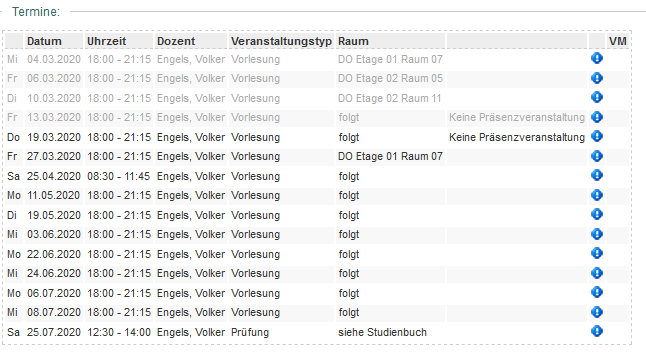 Termine:
Datum Uhrzeit Dozent Veranstaltungstyp Raum VM
Mi 04.03.2020 18:00 - 21:15 Engels, Volker Vorlesung DO Etage 01 Raum 07
Fr 06.03.2020 18:00 - 21:15 Engels, Volker Vorlesung DO Etage 02 Raum 05
Di 10.03.2020 18:00 - 21:15 Engels, Volker Vorlesung DO Etage 02 Raum 11
Fr 13.03.2020 18:00 - 21:15 Engels, Volker Vorlesung folgt Keine Präsenzveranstaltung
Do 19.03.2020 18:00 - 21:15 Engels, Volker Vorlesung folgt Keine Präsenzveranstaltung
Fr 27.03.2020 18:00 - 21:15 Engels, Volker Vorlesung DO Etage 01 Raum 07
Sa 25.04.2020 08:30 - 11:45 Engels, Volker Vorlesung folgt
Mo 11.05.2020 18:00 - 21:15 Engels, Volker Vorlesung folgt
Di 19.05.2020 18:00 - 21:15 Engels, Volker Vorlesung folgt
Mi 03.06.2020 18:00 - 21:15 Engels, Volker Vorlesung folgt
Mo 22.06.2020 18:00 - 21:15 Engels, Volker Vorlesung folgt
Mi 24.06.2020 18:00 - 21:15 Engels, Volker Vorlesung folgt
Mo 06.07.2020 18:00 - 21:15 Engels, Volker Vorlesung folgt
Mi 08.07.2020 18:00 - 21:15 Engels, Volker Vorlesung folgt
Sa 25.07.2020 12:30 - 14:00 Engels, Volker Prüfung siehe Studienbuch